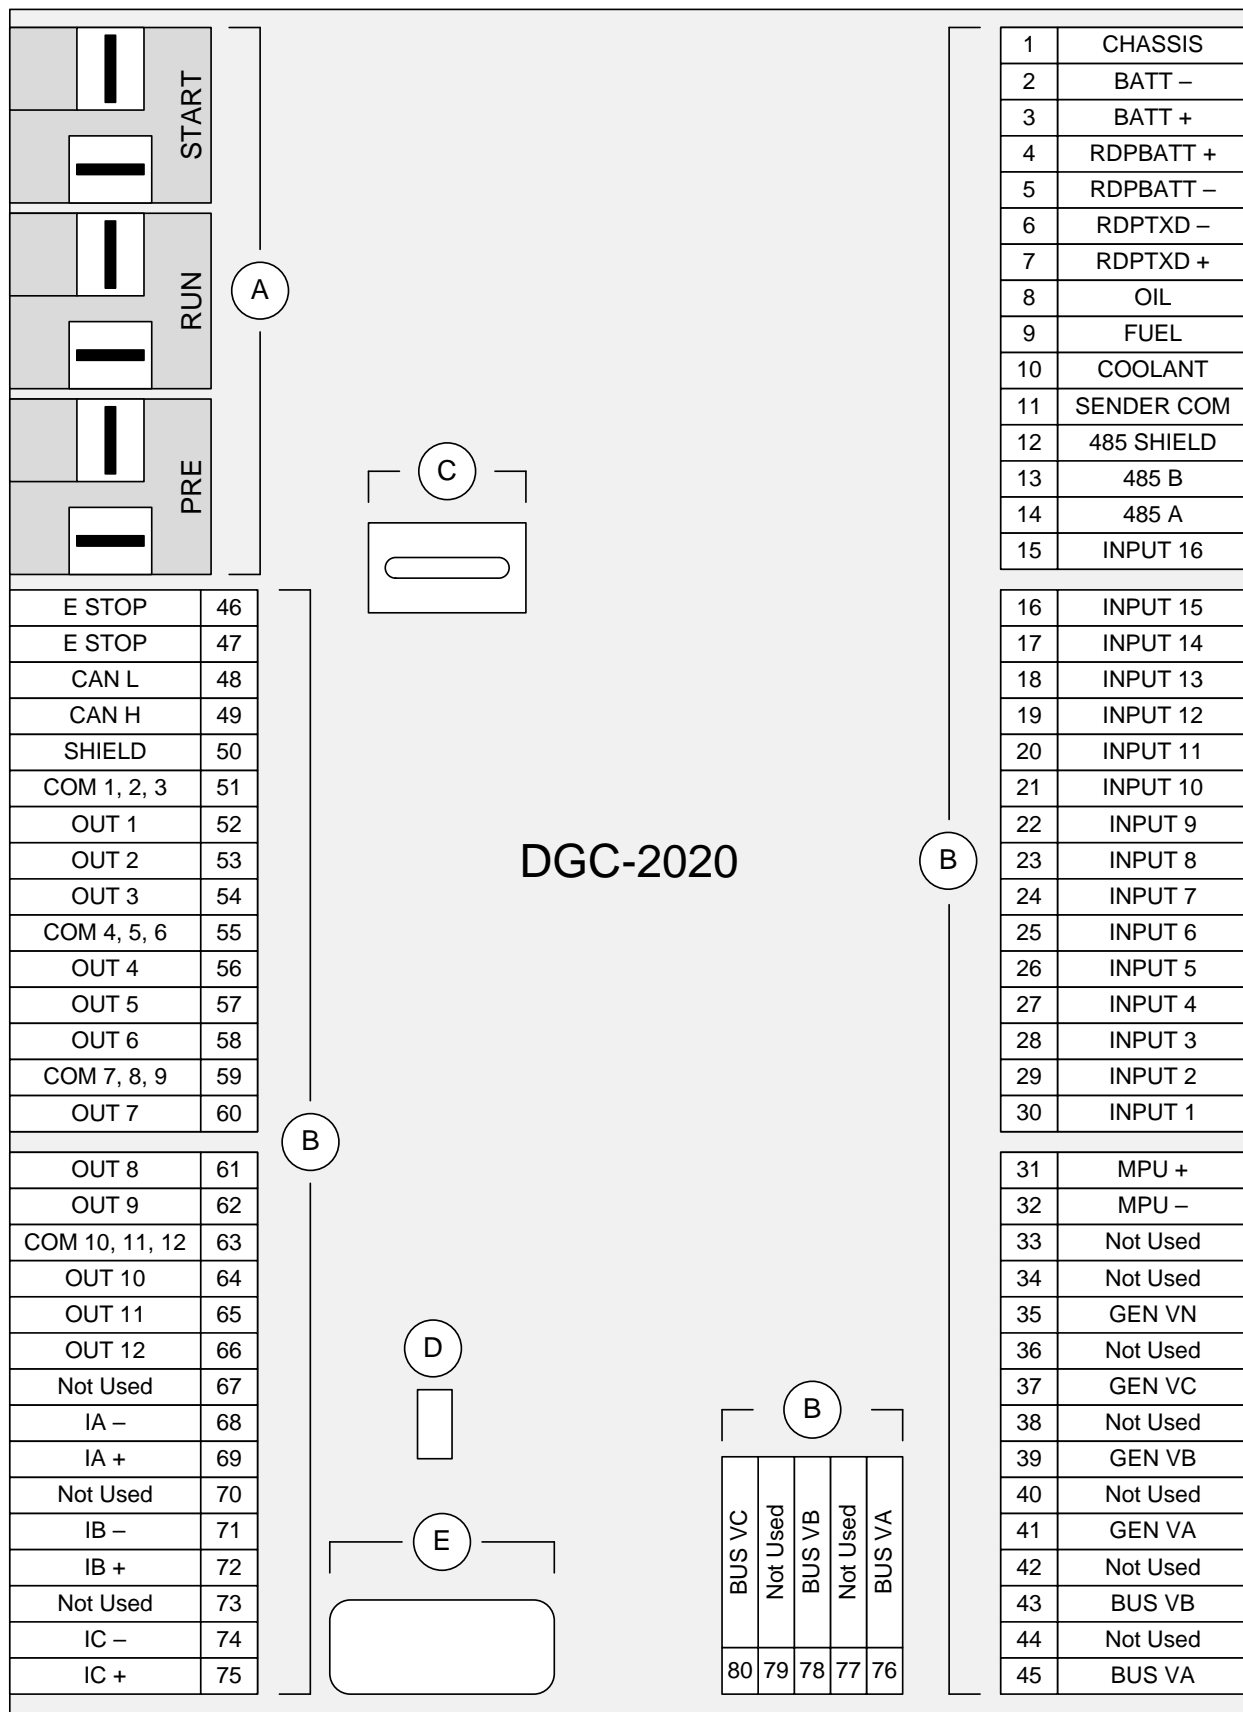 START
RUN
PRE
A
C
E STOP 46
E STOP 47
CAN L 48
CAN H 49
SHIELD 50
COM 1, 2, 3 51
OUT 1 52
OUT 2 53
OUT 3 54
COM 4, 5, 6 55
OUT 4 56
OUT 5 57
OUT 6 58
COM 7, 8, 9 59
OUT 7 60
B
OUT 8 61
OUT 9 62
COM 10, 11, 12 63
OUT 10 64
OUT 11 65
OUT 12 66
Not Used 67
IA – 68
IA + 69
Not Used 70
IB – 71
IB + 72
Not Used 73
IC – 74
IC + 75
DGC-2020
D
E
B
BUS VC 80
Not Used 79
BUS VB 78
Not Used 77
BUS VA 76
B
1 CHASSIS
2 BATT –
3 BATT +
4 RDPBATT +
5 RDPBATT –
6 RDPTXD –
7 RDPTXD +
8 OIL
9 FUEL
10 COOLANT
11 SENDER COM
12 485 SHIELD
13 485 B
14 485 A
15 INPUT 16
16 INPUT 15
17 INPUT 14
18 INPUT 13
19 INPUT 12
20 INPUT 11
21 INPUT 10
22 INPUT 9
23 INPUT 8
24 INPUT 7
25 INPUT 6
26 INPUT 5
27 INPUT 4
28 INPUT 3
29 INPUT 2
30 INPUT 1
31 MPU +
32 MPU –
33 Not Used
34 Not Used
35 GEN VN
36 Not Used
37 GEN VC
38 Not Used
39 GEN VB
40 Not Used
41 GEN VA
42 Not Used
43 BUS VB
44 Not Used
45 BUS VA